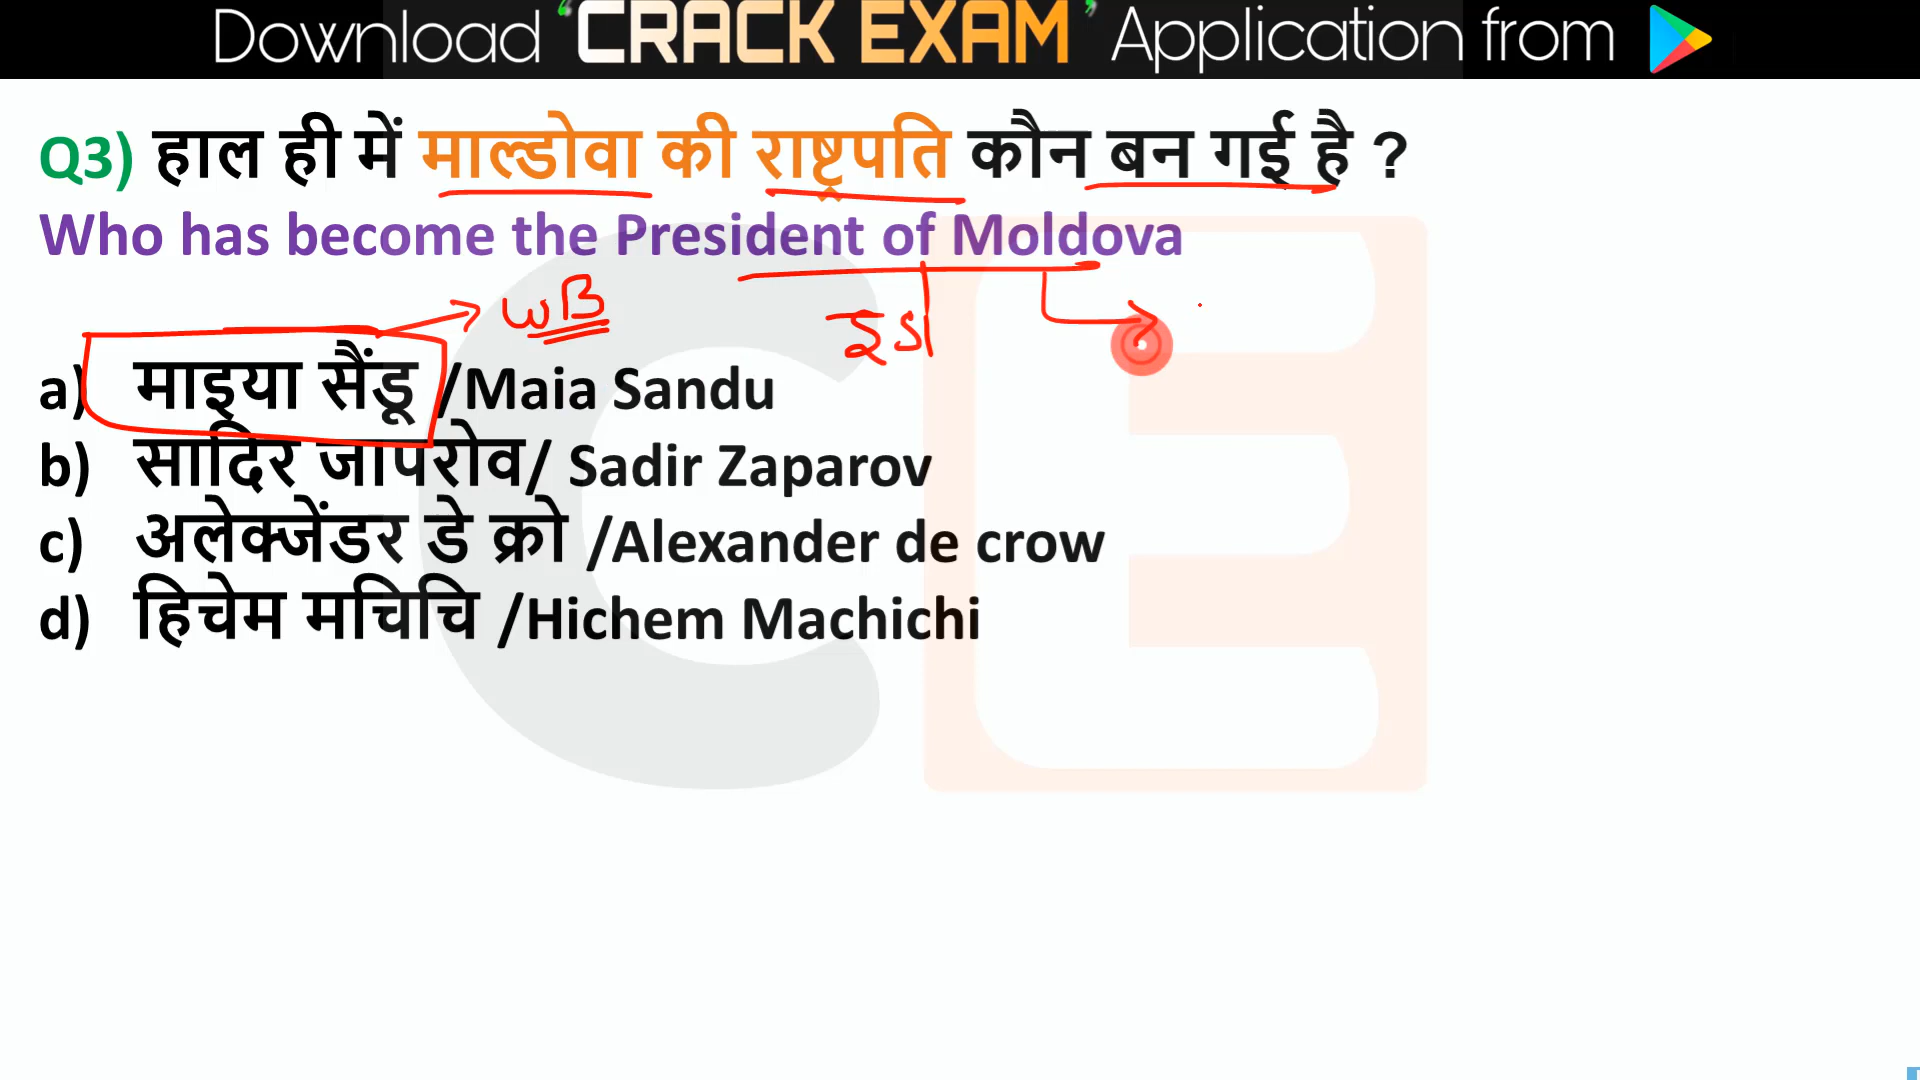 Download ‘CRACK EXAM’ Application from
Q3) हाल ही में माल्डोवा की राष्ट्रपति कौन बन गई है ?
Who has become the President of Moldova
WB
a) माइया सैंडू /Maia Sandu
b) सादिर जापरोव/ Sadir Zaparov
c) अलेक्जेंडर डे क्रो /Alexander de crow
d) हिचेम मचिचि /Hichem Machichi
CE